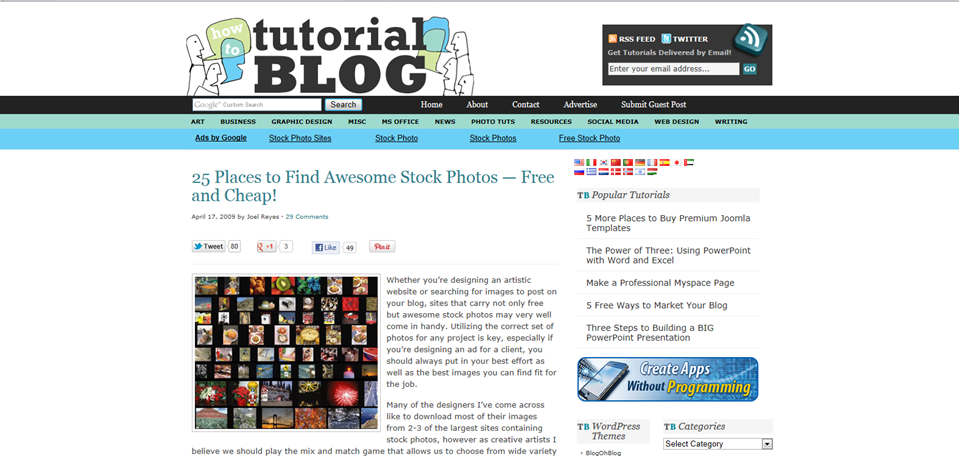 how
to
tutorial
BLOG
RSS FEED TWITTER
Get Tutorials Delivered by Email!
Enter your email address... GO
Google™ Custom Search Search Home About Contact Advertise Submit Guest Post
ART BUSINESS GRAPHIC DESIGN MISC MS OFFICE NEWS PHOTO TUTS RESOURCES SOCIAL MEDIA WEB DESIGN WRITING
Ads by Google Stock Photo Sites Stock Photo Stock Photos Free Stock Photo
25 Places to Find Awesome Stock Photos — Free
and Cheap!
April 17, 2009 by Joel Reyes · 29 Comments
Tweet 80 +1 3 Like 49 Pin it
Whether you’re designing an artistic
website or searching for images to post on
your blog, sites that carry not only free
but awesome stock photos may very well
come in handy. Utilizing the correct set of
photos for any project is key, especially if
you’re designing an ad for a client, you
should always put in your best effort as
well as the best images you can find fit for
the job.
Many of the designers I’ve come across
like to download most of their images
from 2-3 of the largest sites containing
stock photos, however as creative artists I
believe we should play the mix and match game that allows us to choose from wide variety
TB Popular Tutorials
5 More Places to Buy Premium Joomla
Templates
The Power of Three: Using PowerPoint
with Word and Excel
Make a Professional Myspace Page
5 Free Ways to Market Your Blog
Three Steps to Building a BIG
PowerPoint Presentation
Create Apps
Without Programming
TB WordPress
Themes
BlogOhBlog
TB Categories
Select Category